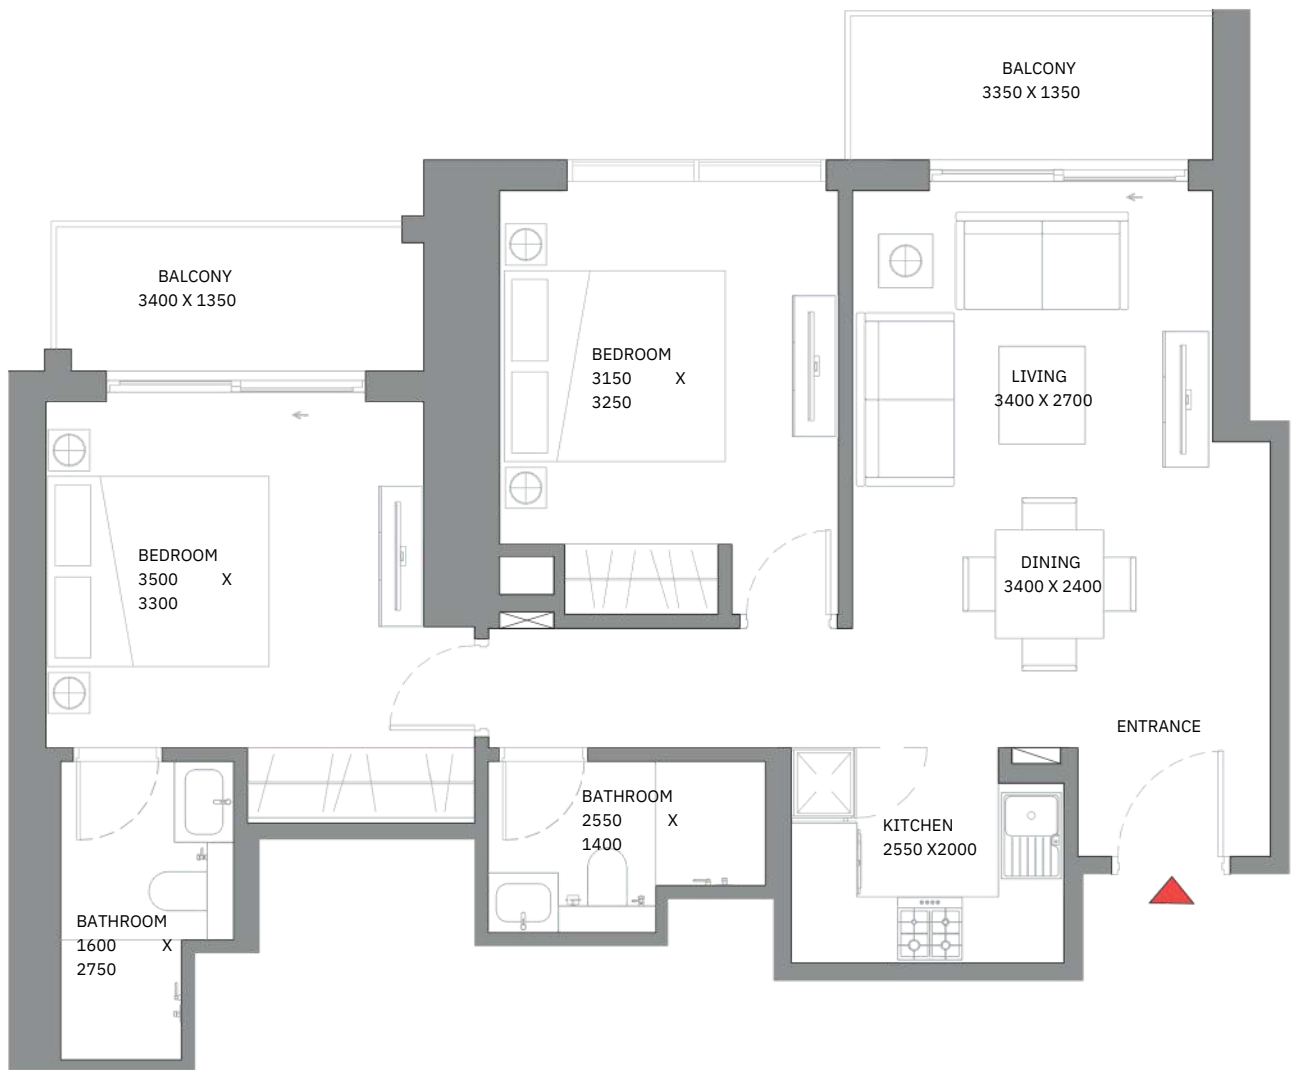 BALCONY
3350 X 1350
BALCONY
3400 X 1350
BEDROOM
3150 X
3250
LIVING
3400 X 2700
BEDROOM
3500 X
3300
DINING
3400 X 2400
ENTRANCE
BATHROOM
2550 X
1400
KITCHEN
2550 X2000
BATHROOM
1600 X
2750